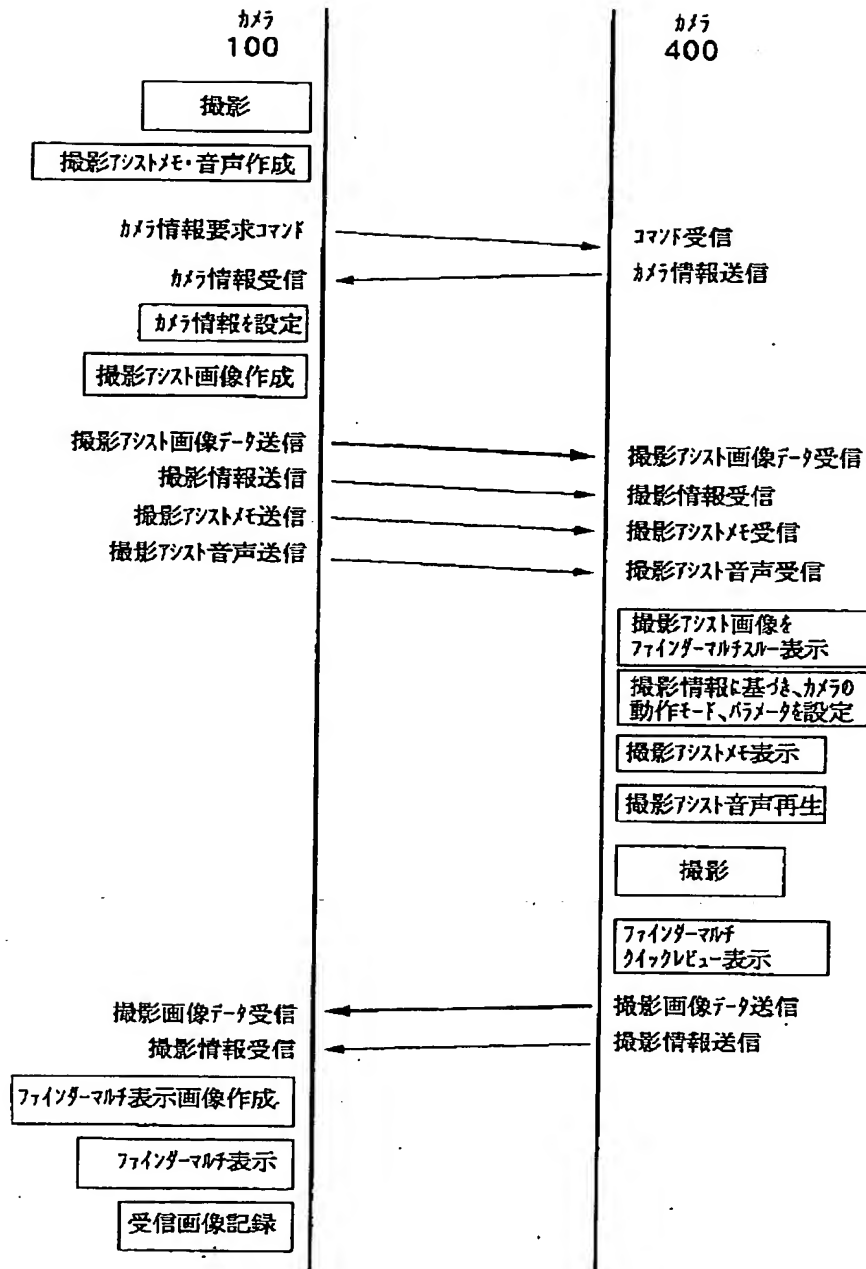 カメラ
100
カメラ
400
撮影
撮影アシストメモ・音声作成
カメラ情報要求コマンド
コマンド受信
カメラ情報受信
カメラ情報送信
カメラ情報を設定
撮影アシスト画像作成
撮影アシスト画像データ送信
撮影アシスト画像データ受信
撮影情報送信
撮影情報受信
撮影アシストメモ送信
撮影アシストメモ受信
撮影アシスト音声送信
撮影アシスト音声受信
撮影アシスト画像を
ファインダーマルチスルー表示
撮影情報に基づき、カメラの
動作モード、パラメータを設定
撮影アシストメモ表示
撮影アシスト音声再生
撮影
ファインダーマルチ
クイックレビュー表示
撮影画像データ受信
撮影画像データ送信
撮影情報受信
撮影情報送信
ファインダーマルチ表示画像作成
ファインダーマルチ表示
受信画像記録